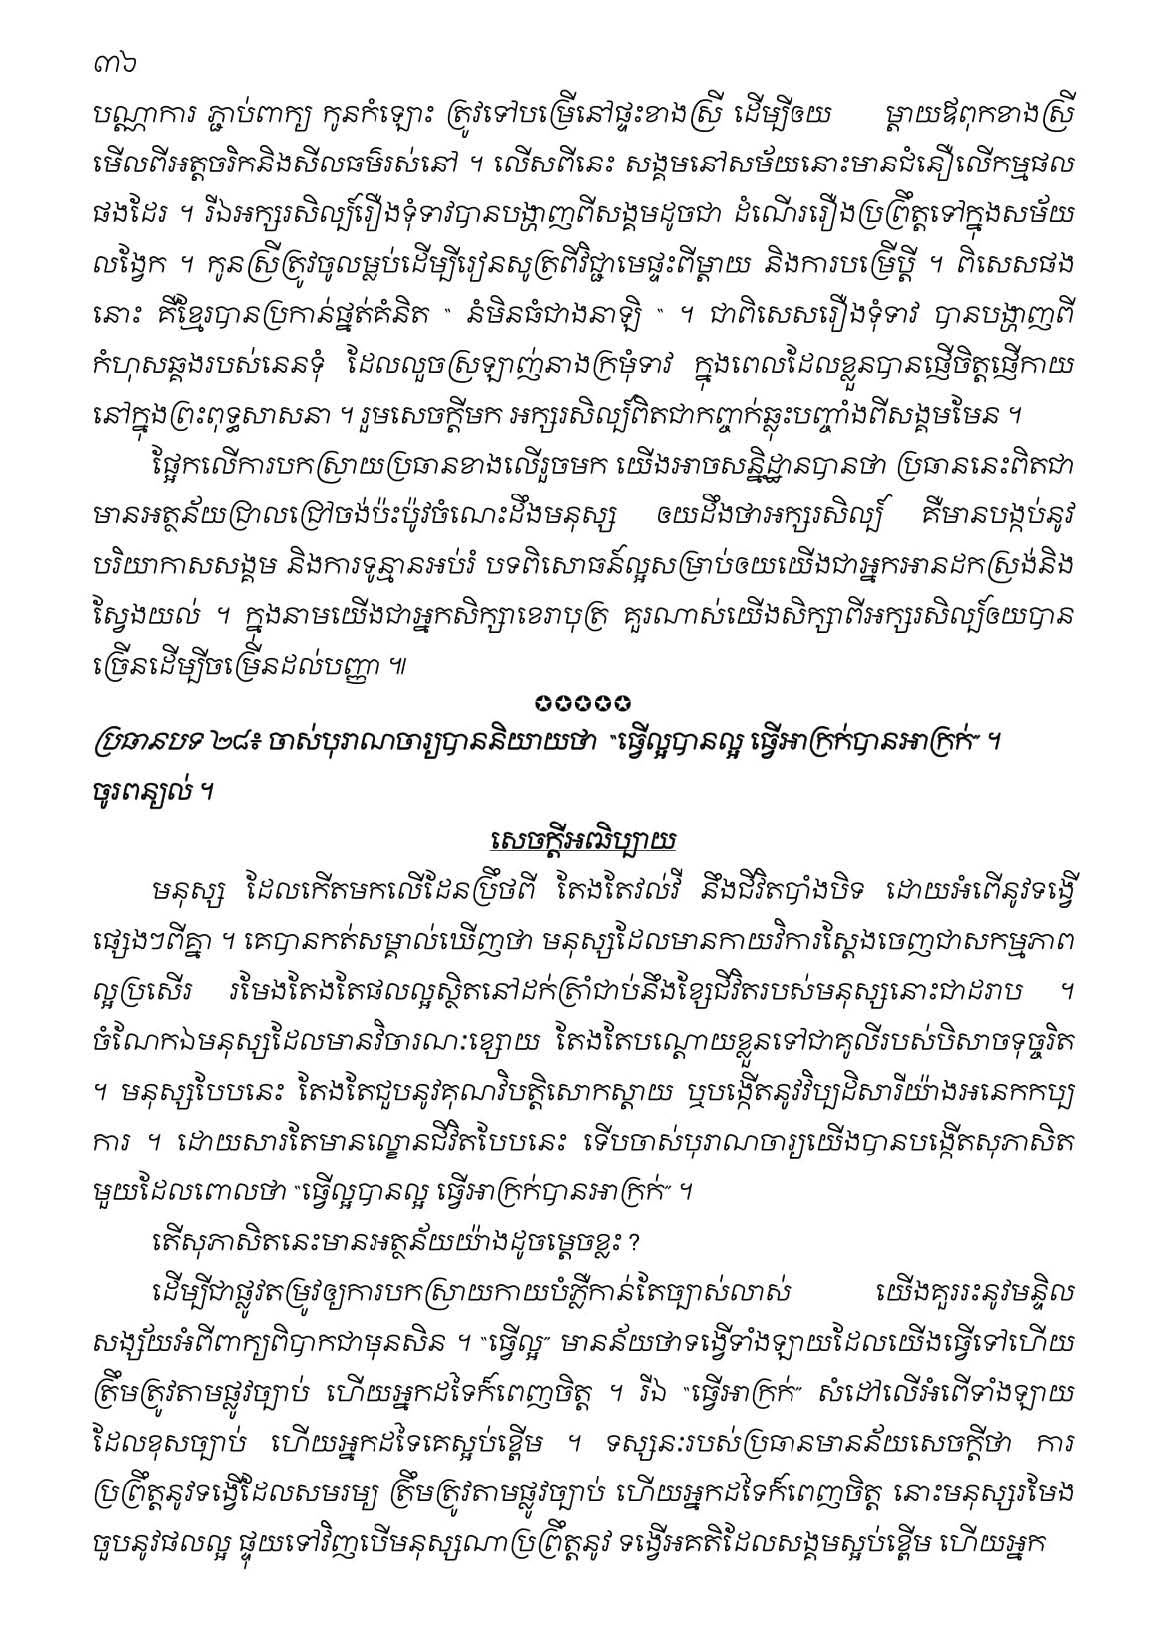 ៣៦
បណ្ណាការ ភ្ជាប់ពាក្យ កូនកំឡោះ ត្រូវទៅបម្រើនៅផ្ទះខាងស្រី ដើម្បីឲយ ម្តាយឪពុកខាងស្រី
មើលពីអត្តចរិកនិងសីលធម៌រស់នៅ ។ លើសពីនេះ សង្គមនៅសម័យនោះមានជំនឿលើកម្មផល
ផងដែរ ។ រីឯអក្សរសិល្ប៍រឿងទុំទាវបានបង្ហាញពីសង្គមដូចជា ដំណើររឿងប្រព្រឹត្តទៅក្នុងសម័យ
លង្វែក ។ កូនស្រីត្រូវចូលម្លប់ដើម្បីរៀនសូត្រពីវិជ្ជាមេផ្ទះពីម្តាយ និងការបម្រើប្តី ។ ពិសេសផង
នោះ គឺខ្មែរបានប្រកាន់ផ្នត់គំនិត “ នំមិនធំជាងនាឡិ “ ។ ជាពិសេសរឿងទុំទាវ បានបង្ហាញពី
កំហុសឆ្គងរបស់នេនទុំ ដែលលួចស្រឡាញ់នាងក្រមុំទាវ ក្នុងពេលដែលខ្លួនបានផ្ញើចិត្តផ្ញើកាយ
នៅក្នុងព្រះពុទ្ធសាសនា ។ រួមសេចក្តីមក អក្សរសិល្ប៍ពិតជាកញ្ចក់ឆ្លុះបញ្ចាំងពីសង្គមមែន ។
ផ្អែកលើការបកស្រាយប្រធានខាងលើរួចមក យើងអាចសន្និដ្ឋានបានថា ប្រធាននេះពិតជា
មានអត្ថន័យជ្រាលជ្រៅចង់ប៉ះប៉ូវចំណេះដឹងមនុស្ស ឲយដឹងថាអក្សរសិល្ប៍ គឺមានបង្កប់នូវ
បរិយាកាសសង្គម និងការទូន្មានអប់រំ បទពិសោធន៍ល្អសម្រាប់ឲយយើងជាអ្នកអានដកស្រង់និង
ស្វែងយល់ ។ ក្នុងនាមយើងជាអ្នកសិក្សាខេរាបុត្រ គួរណាស់យើងសិក្សាពីអក្សរសិល្ប៍ឲយបាន
ច្រើនដើម្បីចម្រើនដល់បញ្ញា ៕
✪✪✪✪✪
ប្រធានបទ ២៨៖ ចាស់បុរាណចារ្យបាននិយាយថា “ធ្វើល្អបានល្អ ធ្វើអាក្រក់បានអាក្រក់” ។
ចូរពន្យល់ ។
សេចក្តីអធិប្បាយ
មនុស្ស ដែលកើតមកលើដែនប្រឹថពី តែងតែវល់វី នឹងជីវិតបាំងបិទ ដោយអំពើនូវទង្វើ
ផ្សេងៗពីគ្នា ។ គេបានកត់សម្គាល់ឃើញថា មនុស្សដែលមានកាយវិការស្តែងចេញជាសកម្មភាព
ល្អប្រសើរ រមែងតែងតែផលល្អស្ថិតនៅដក់ត្រាំជាប់នឹងខ្សែជីវិតរបស់មនុស្សនោះជាដរាប ។
ចំណែកឯមនុស្សដែលមានវិចារណៈខ្សោយ តែងតែបណ្តោយខ្លួនទៅជាគូលីរបស់បិសាចទុច្ចរិត
។ មនុស្សបែបនេះ តែងតែជួបនូវគុណវិបត្តិសោកស្តាយ ឬបង្កើតនូវវិប្បដិសារីយ៉ាងអនេកកប្ប
ការ ។ ដោយសារតែមានល្ខោនជីវិតបែបនេះ ទើបចាស់បុរាណចារ្យយើងបានបង្កើតសុភាសិត
មួយដែលពោលថា “ធ្វើល្អបានល្អ ធ្វើអាក្រក់បានអាក្រក់” ។
តើសុភាសិតនេះមានអត្ថន័យយ៉ាងដូចម្តេចខ្លះ ?
ដើម្បីជាផ្លូវតម្រូវឲ្យការបកស្រាយកាយបំភ្លឺកាន់តែច្បាស់លាស់ យើងគួររះនូវមន្ទិល
សង្ស័យអំពីពាក្យពិបាកជាមុនសិន ។ “ធ្វើល្អ” មានន័យថាទង្វើទាំងឡាយដែលយើងធ្វើទៅហើយ
ត្រឹមត្រូវតាមផ្លូវច្បាប់ ហើយអ្នកដទៃក៏ពេញចិត្ត ។ រីឯ “ធ្វើអាក្រក់” សំដៅលើអំពើទាំងឡាយ
ដែលខុសច្បាប់ ហើយអ្នកដទៃគេស្អប់ខ្ពើម ។ ទស្សនៈរបស់ប្រធានមានន័យសេចក្តីថា ការ
ប្រព្រឹត្តនូវទង្វើដែលសមរម្យ ត្រឹមត្រូវតាមផ្លូវច្បាប់ ហើយអ្នកដទៃក៏ពេញចិត្ត នោះមនុស្សរមែង
ចួបនូវផលល្អ ផ្ទុយទៅវិញបើមនុស្សណាប្រព្រឹត្តនូវ ទង្វើអគតិដែលសង្គមស្អប់ខ្ពើម ហើយអ្នក